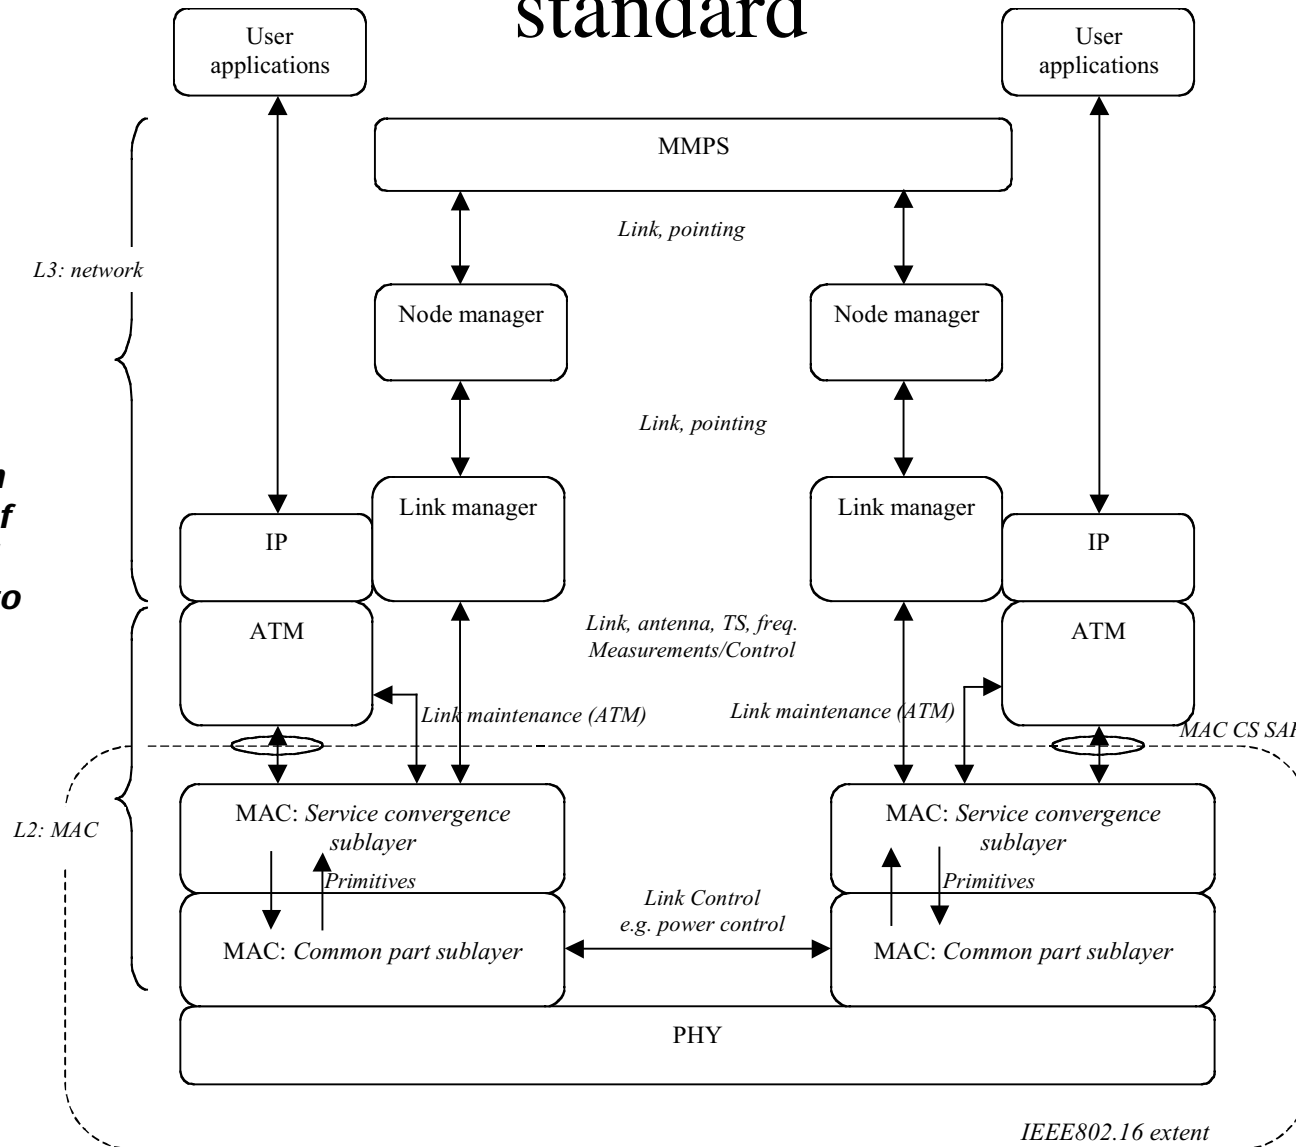 standard
User
applications
User
applications
MMPS
Link, pointing
L3: network
Node manager
Node manager
Link, pointing
Link manager
Link manager
IP
IP
Link, antenna, TS, freq.
Measurements/Control
ATM
ATM
Link maintenance (ATM)
Link maintenance (ATM)
MAC CS SAP
MAC: Service convergence
sublayer
MAC: Service convergence
sublayer
L2: MAC
Primitives
Primitives
Link Control
e.g. power control
MAC: Common part sublayer
MAC: Common part sublayer
PHY
IEEE802.16 extent